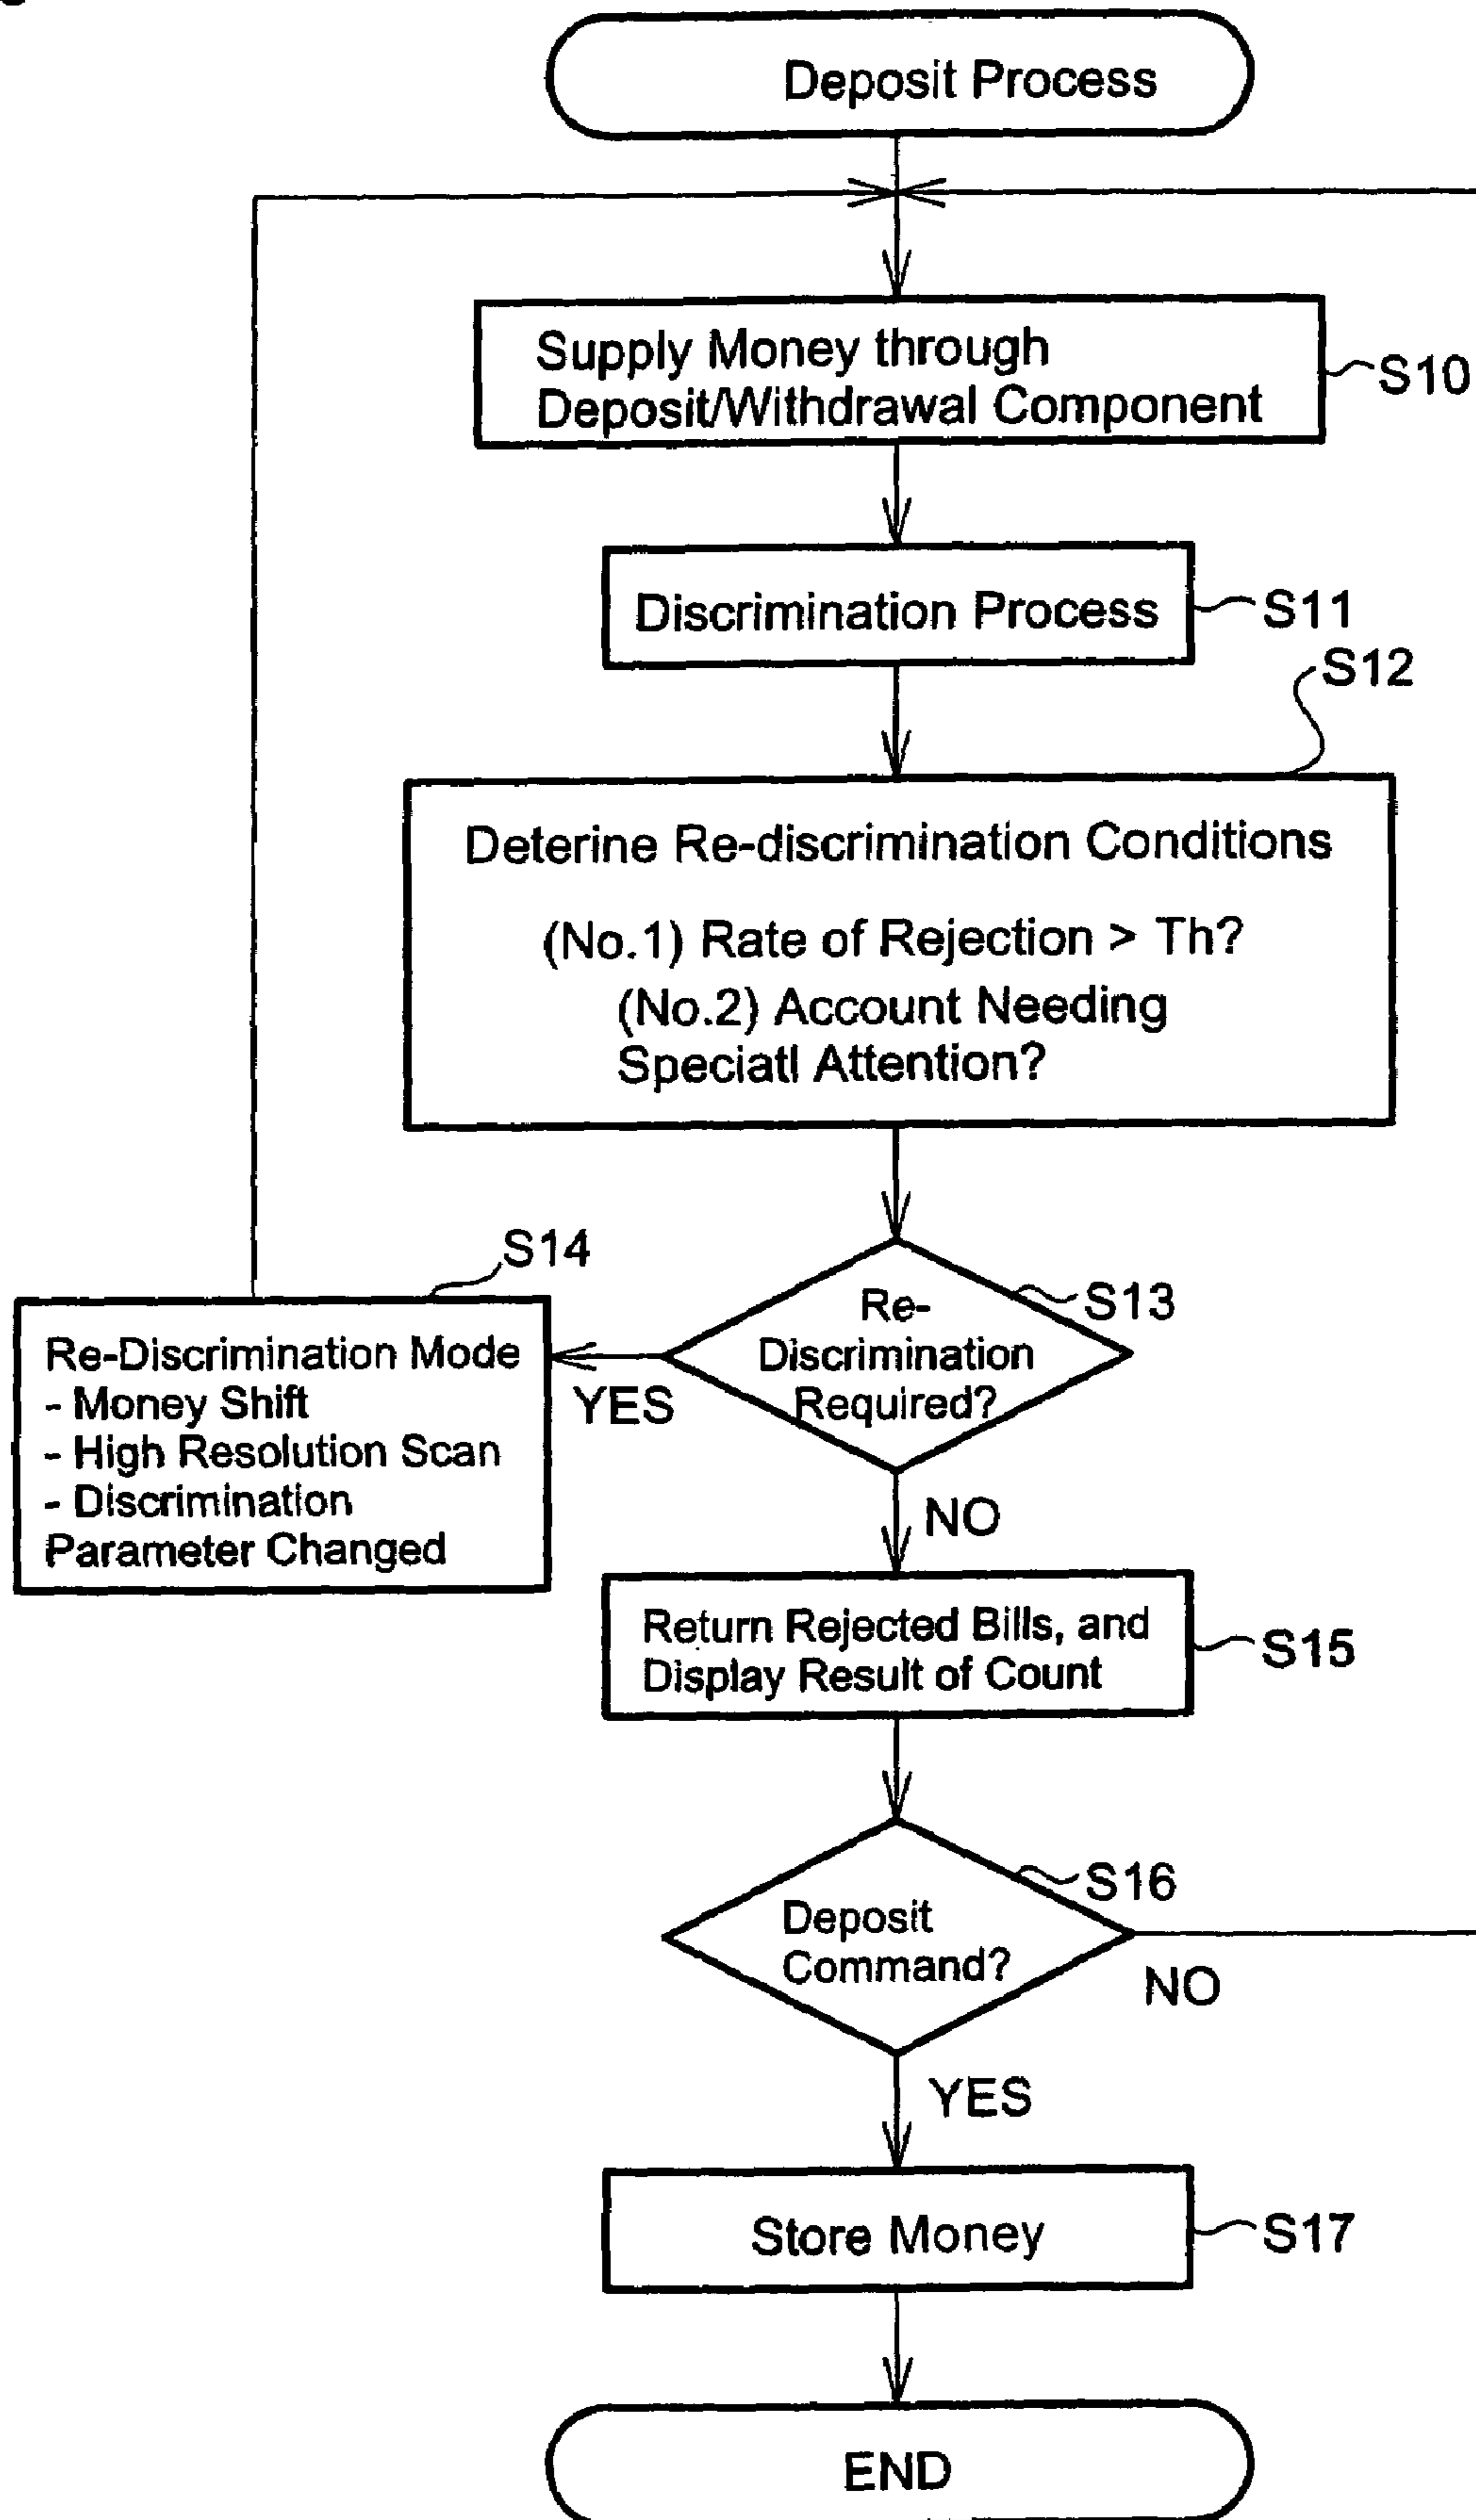 Deposit Process
Supply Money through
Deposit/Withdrawal Component
S10
Discrimination Process
S11
S12
Deterine Re-discrimination Conditions
(No.1) Rate of Rejection > Th?
(No.2) Account Needing
Speciatl Attention?
S14
S13
Re-
Discrimination
Required?
Re-Discrimination Mode
- Money Shift
- High Resolution Scan
- Discrimination
Parameter Changed
YES
NO
Return Rejected Bills, and
Display Result of Count
S15
S16
Deposit
Command?
NO
YES
Store Money
S17
END